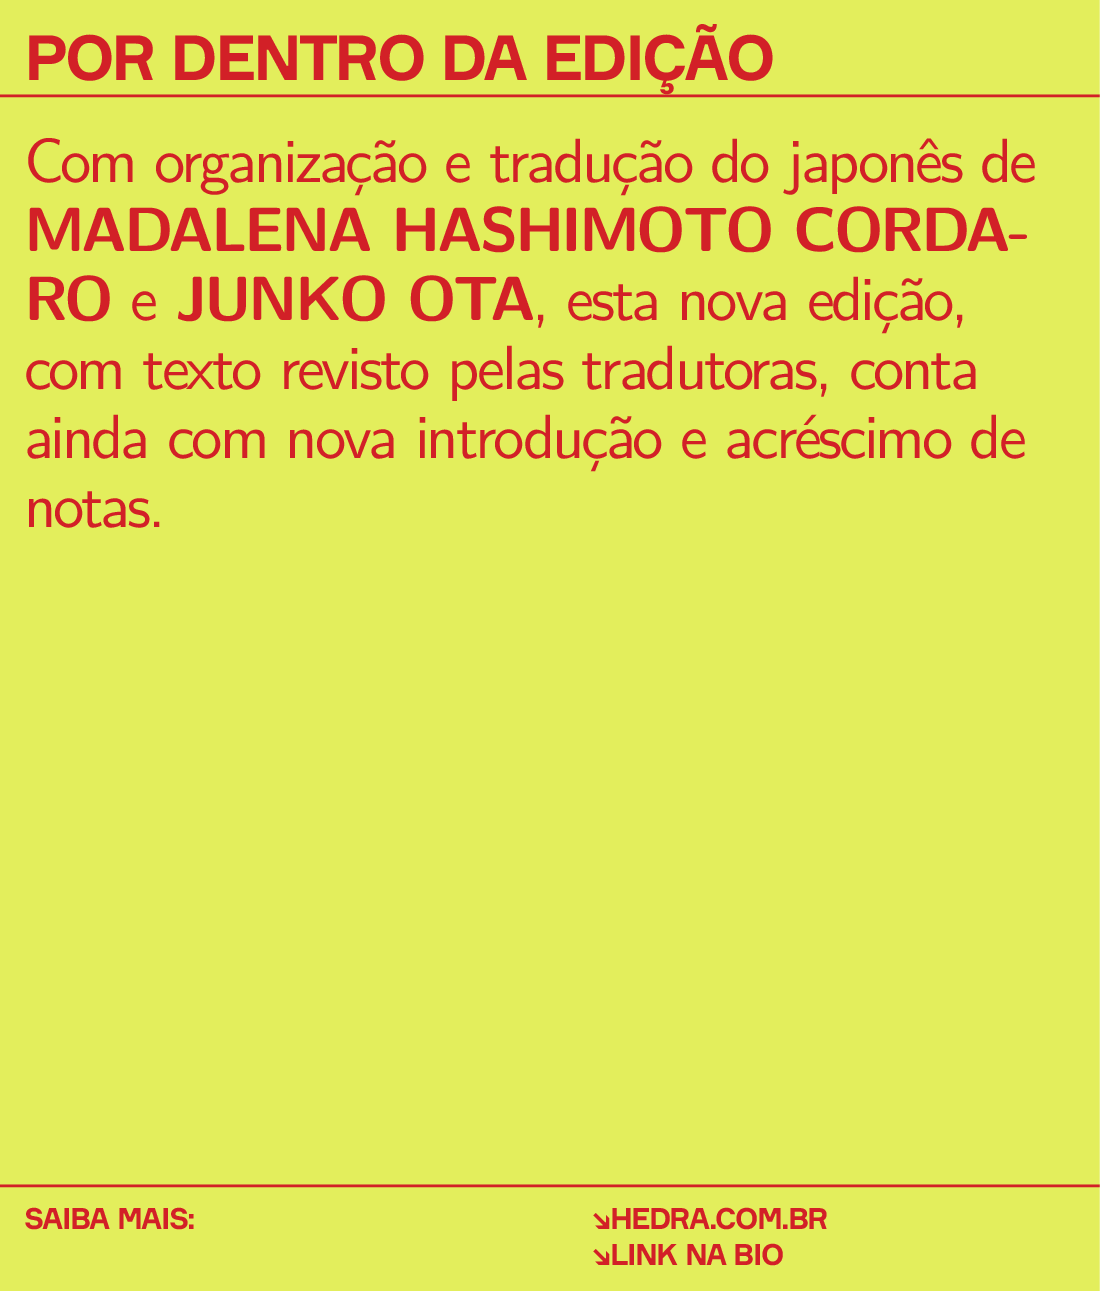 POR DENTRO DA EDIÇÃO
Com organização e tradução do japonês de
MADALENA HASHIMOTO CORDA-
RO e JUNKO OTA, esta nova edição,
com texto revisto pelas tradutoras, conta
ainda com nova introdução e acréscimo de
notas.
SAIBA MAIS:
↘HEDRA.COM.BR
↘LINK NA BIO